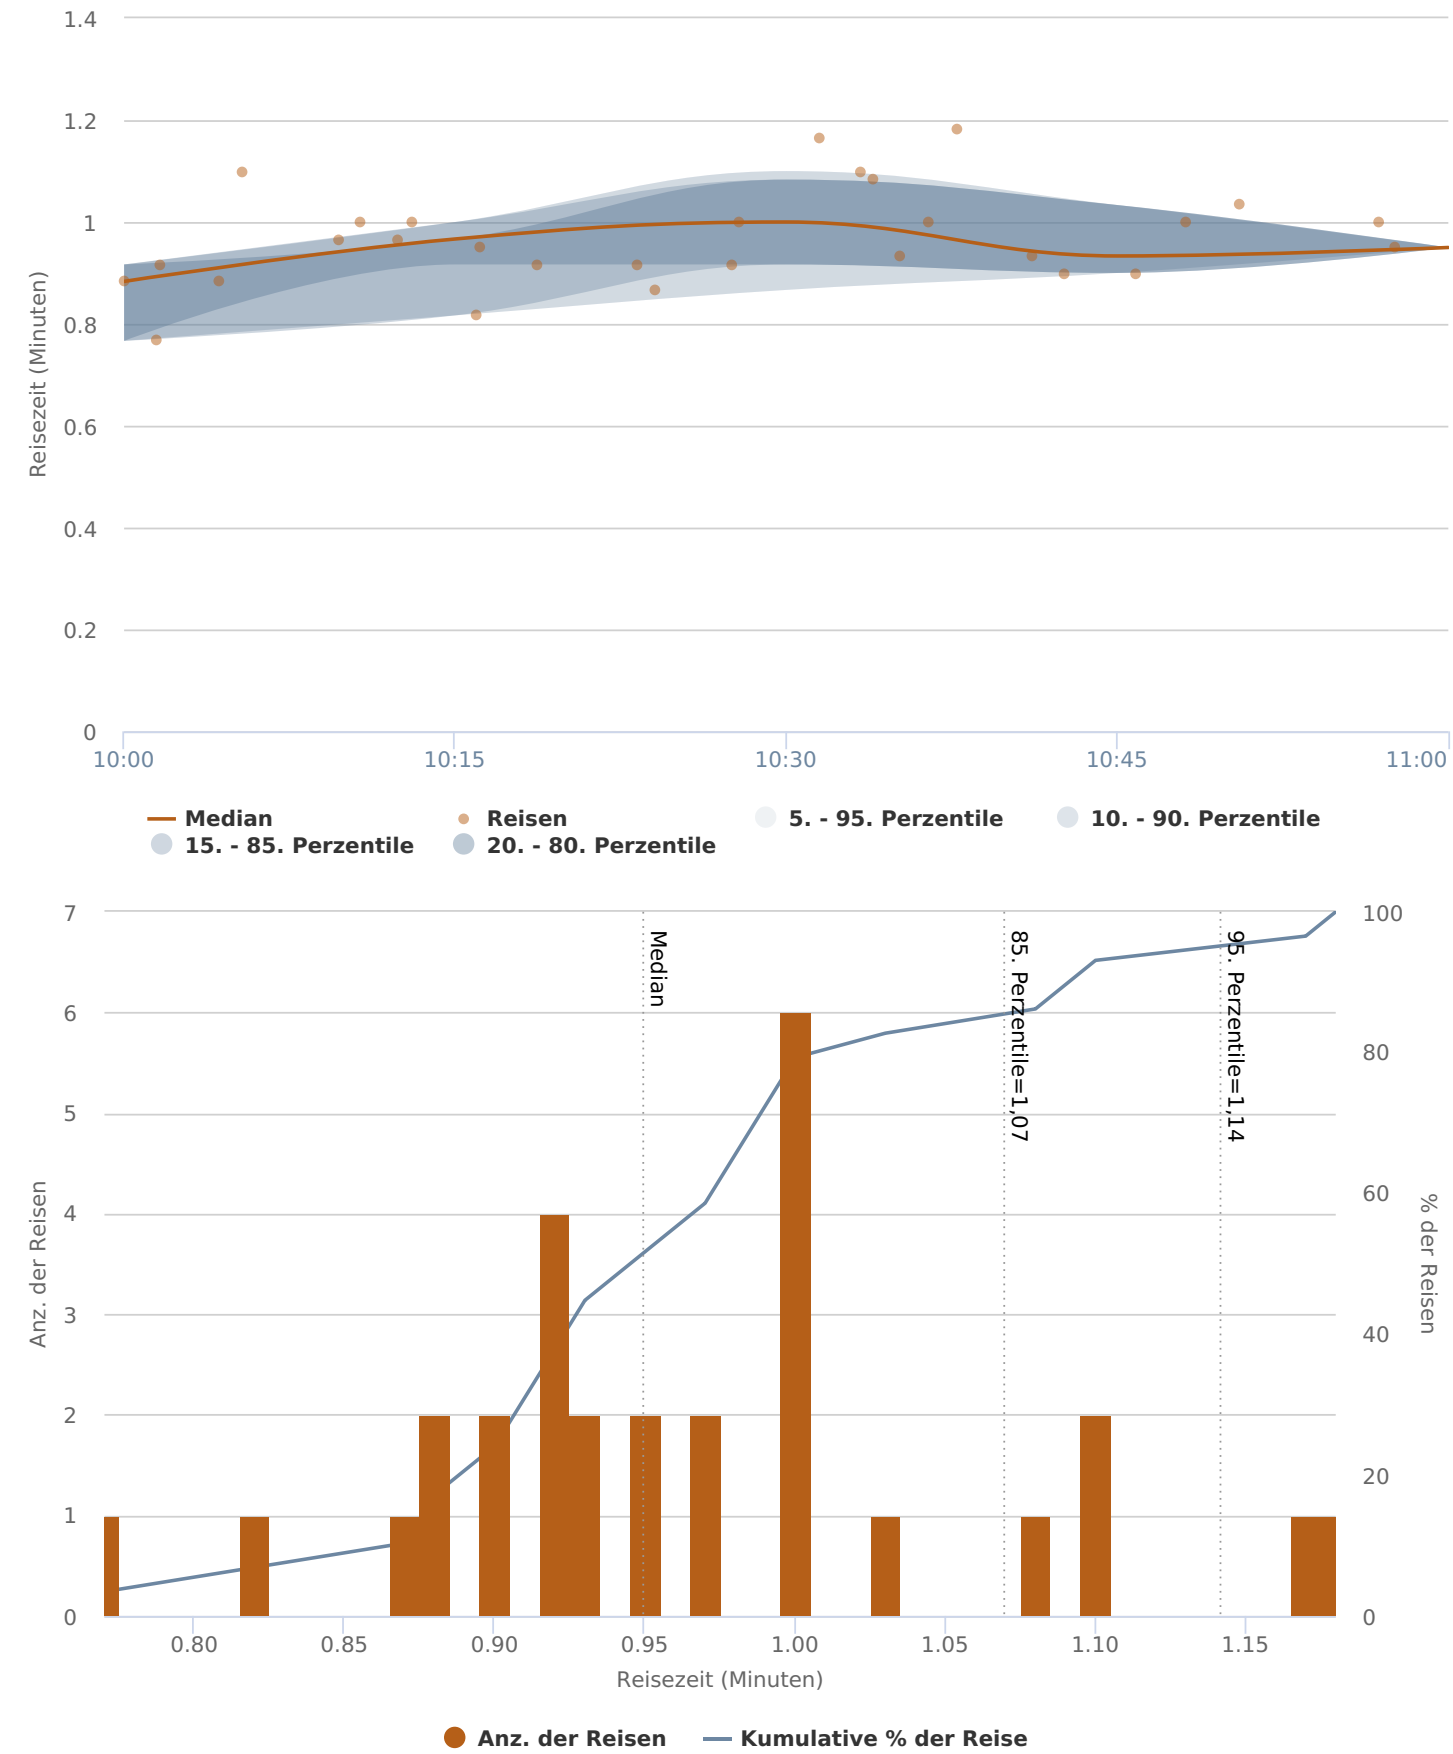 1.4
1.2
1
0.8
0.6
0.4
0.2
0
Reisezeit (Minuten)
10:00 10:15 10:30 10:45 11:00
Median Reisen 5. - 95. Perzentile 10. - 90. Perzentile
15. - 85. Perzentile 20. - 80. Perzentile
7
6
5
4
3
2
1
0
Anz. der Reisen
Median
85. Perzentile=1,07
95. Perzentile=1,14
100
80
60
40
20
0
% der Reisen
0.80 0.85 0.90 0.95 1.00 1.05 1.10 1.15
Reisezeit (Minuten)
Anz. der Reisen Kumulative % der Reise